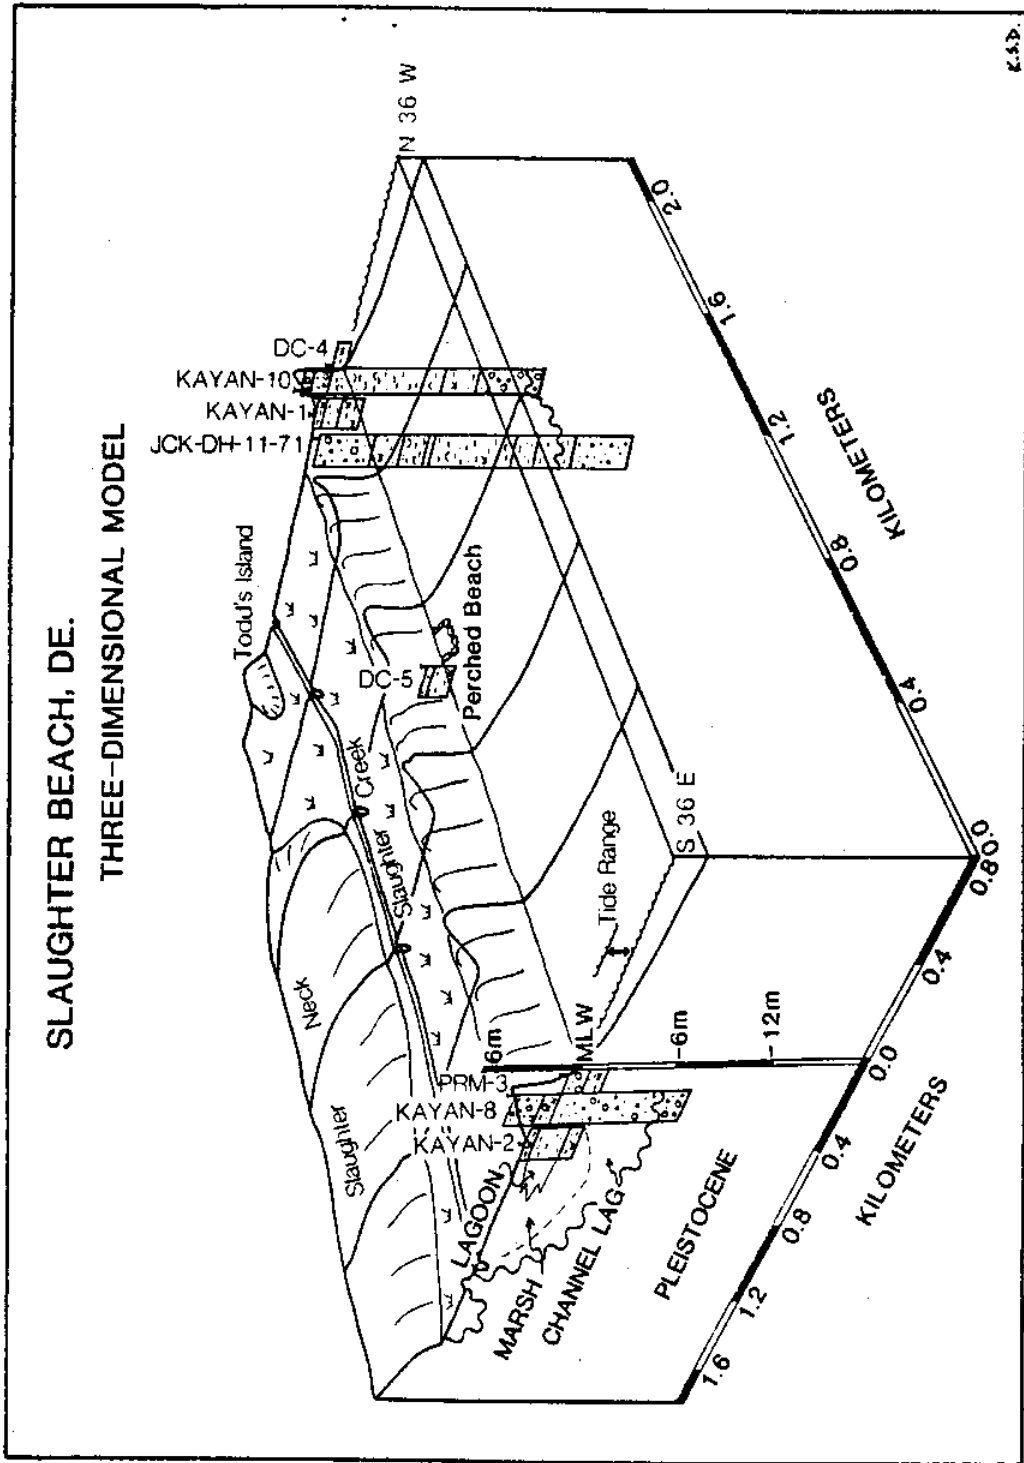 SLAUGHTER BEACH, DE.
THREE-DIMENSIONAL MODEL
Todd's Island
JCK-DH-11-71
KAYAN-1
KAYAN-10
DC-4
N 36 W
Neck
Slaughter
Slaughter
Creek
DC-5
Perched Beach
6m
PRM-3
KAYAN-8
KAYAN-2
MLW
Tide Range
S 36 E
LAGOON
MARSH
CHANNEL LAG
PLEISTOCENE
-6m
-12m
1.6
1.2
0.8
0.4
0.0
0.4
0.8
KILOMETERS
0.0
0.4
0.8
1.2
1.6
2.0
KILOMETERS
K.S.D.